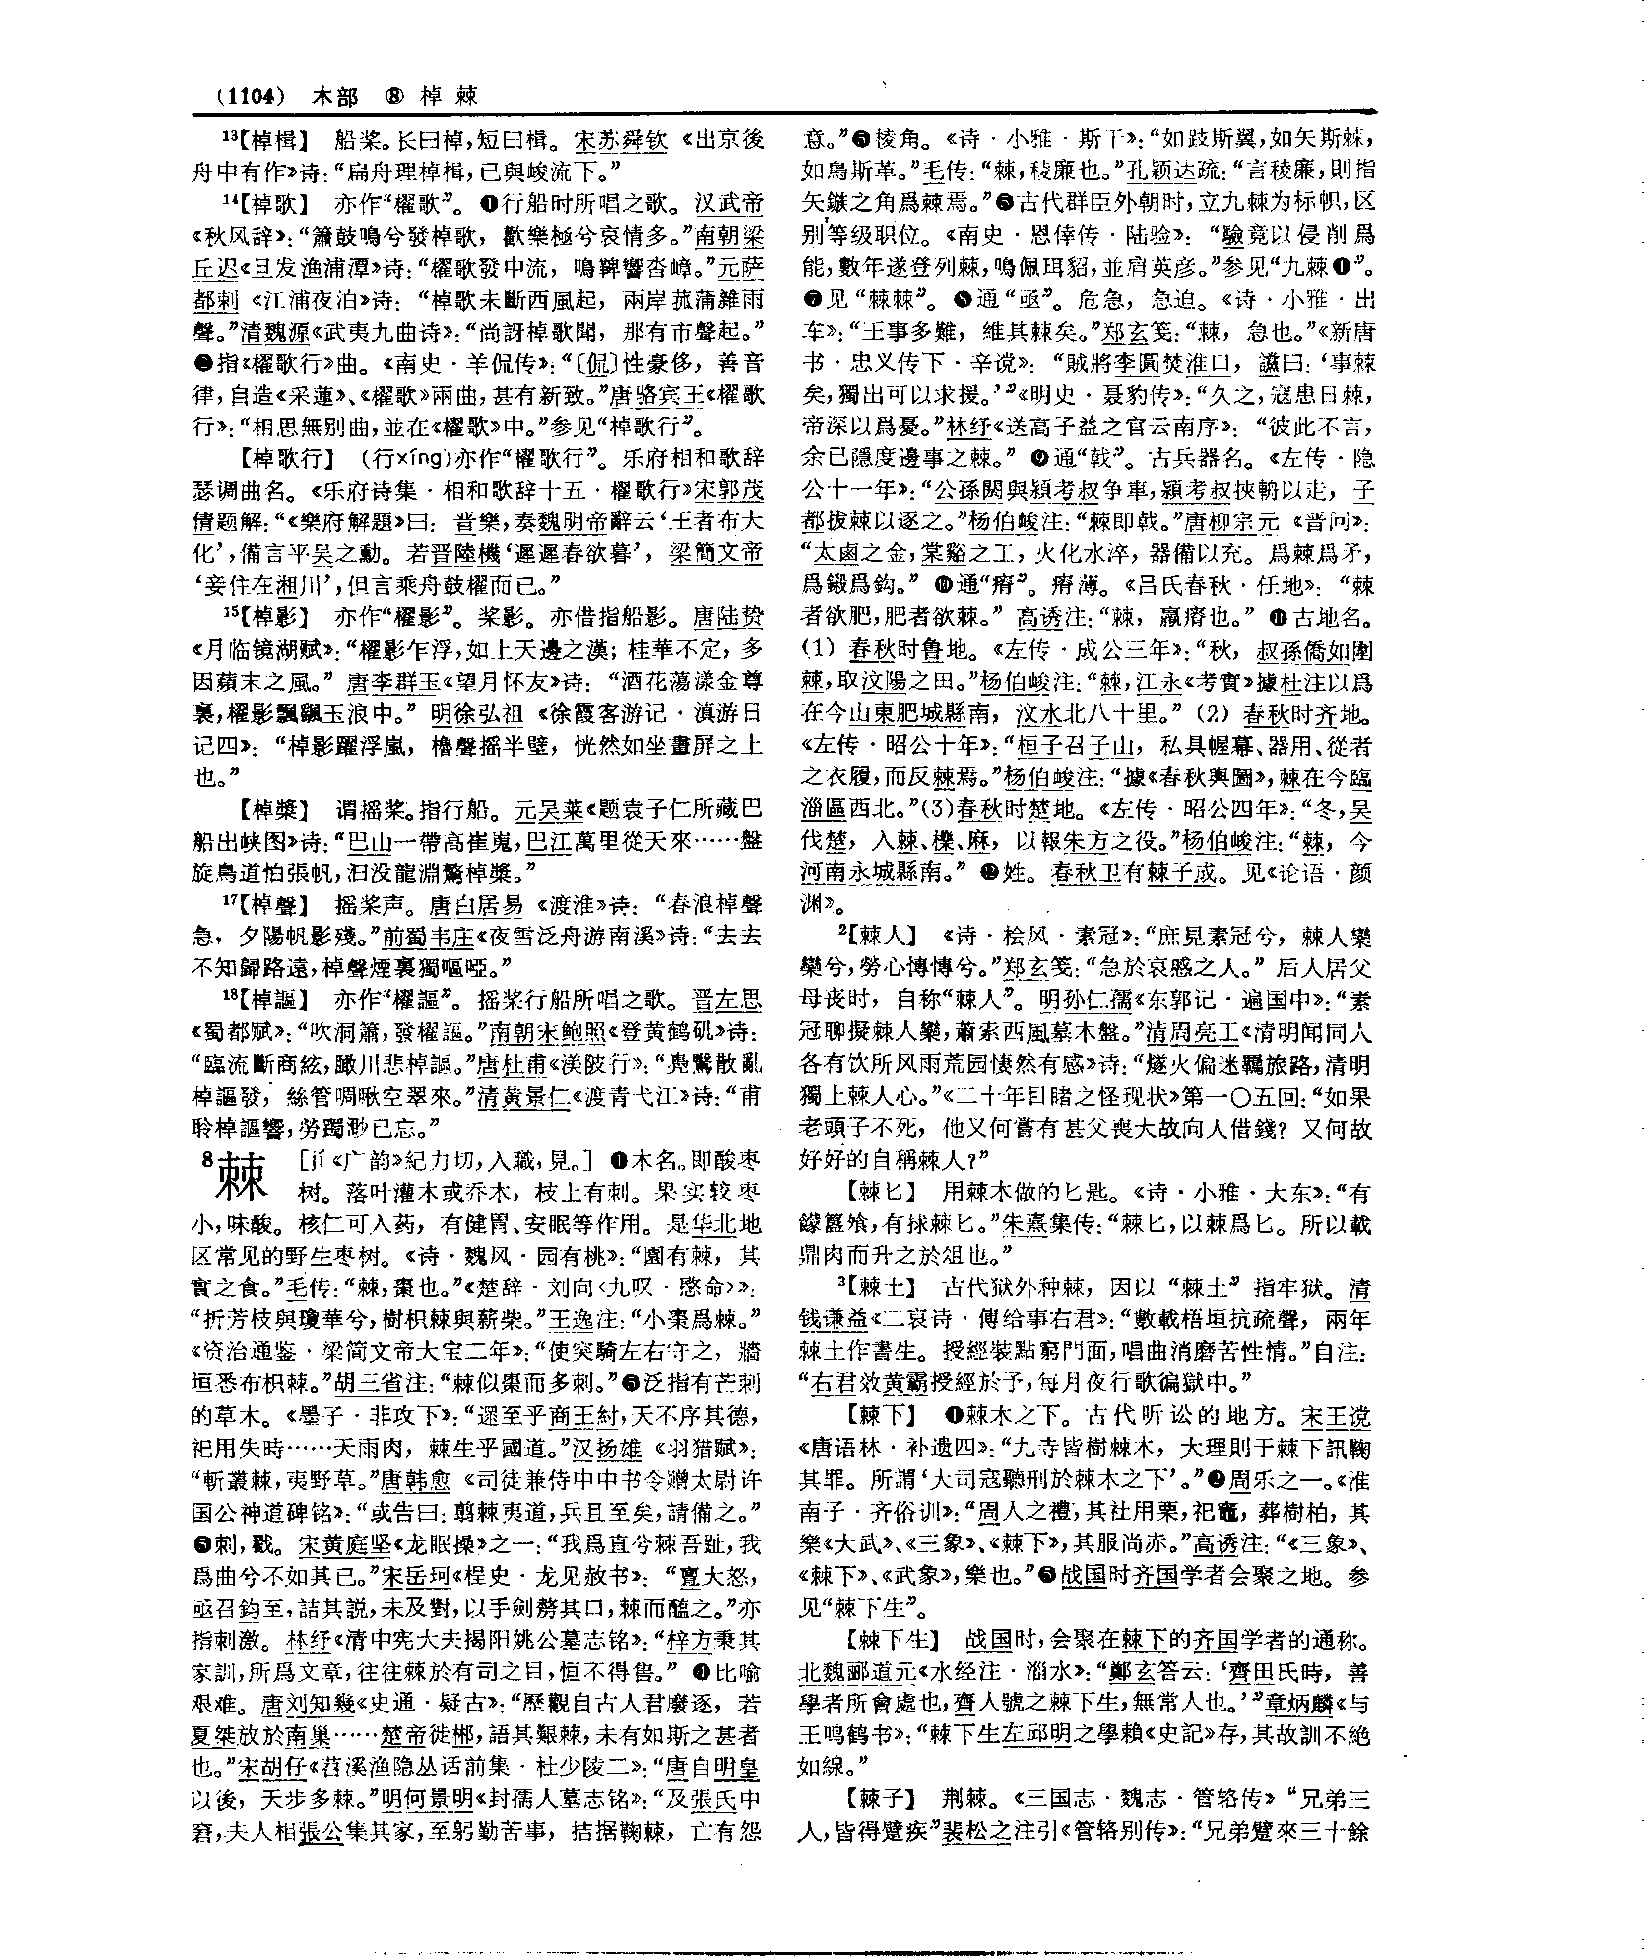 (1104) 木部 ⑧ 棹 棘
¹³【棹楫】 船桨。长曰棹，短曰楫。宋苏舜钦《出京後
舟中有作》诗：“扁舟理棹楫，已與峻流下。”
¹⁴【棹歌】 亦作“櫂歌”。❶行船时所唱之歌。汉武帝
《秋风辞》：“簫鼓鳴兮發棹歌，歡樂極兮哀情多。”南朝梁
丘迟《旦发渔浦潭》诗：“櫂歌發中流，鳴鞞響沓嶂。”元萨
都剌《江浦夜泊》诗：“棹歌未斷西風起，兩岸菰蒲雜雨
聲。”清魏源《武夷九曲诗》：“尚訝棹歌聞，那有市聲起。”
❷指《櫂歌行》曲。《南史·羊侃传》：“〔侃〕性豪侈，善音
律，自造《采蓮》、《櫂歌》兩曲，甚有新致。”唐骆宾王《櫂歌
行》：“相思無别曲，並在《櫂歌》中。”参见“棹歌行”。
【棹歌行】 (行xíng)亦作“櫂歌行”。乐府相和歌辞
瑟调曲名。《乐府诗集·相和歌辞十五·櫂歌行》宋郭茂
倩题解：“《樂府解題》曰：晋樂，奏魏明帝辭云‘王者布大
化’，備言平吴之勳。若晋陸機‘遲遲春欲暮’，梁簡文帝
‘妾住在湘川’，但言乘舟鼓櫂而已。”
¹⁵【棹影】 亦作“櫂影”。桨影。亦借指船影。唐陆贽
《月临镜湖赋》：“櫂影乍浮，如上天邊之漢；桂華不定，多
因蘋末之風。”唐李群玉《望月怀友》诗：“酒花蕩漾金尊
裏，櫂影飄飖玉浪中。”明徐弘祖《徐霞客游记·滇游日
记四》：“棹影躍浮嵐，櫓聲摇半壁，恍然如坐畫屏之上
也。”
【棹槳】 谓摇桨。指行船。元吴莱《题袁子仁所藏巴
船出峡图》诗：“巴山一帶高崔嵬，巴江萬里從天來……盤
旋鳥道怕張帆，汩没龍淵驚棹槳。”
¹⁷【棹聲】 摇桨声。唐白居易《渡淮》诗：“春浪棹聲
急，夕陽帆影殘。”前蜀韦庄《夜雪泛舟游南溪》诗：“去去
不知歸路遠，棹聲煙裏獨嘔啞。”
¹⁸【棹謳】 亦作“櫂謳”。摇桨行船所唱之歌。晋左思
《蜀都赋》：“吹洞簫，發櫂謳。”南朝宋鲍照《登黄鹤矶》诗：
“臨流斷商絃，瞰川悲棹謳。”唐杜甫《渼陂行》：“鳧鷖散亂
棹謳發，絲管啁啾空翠來。”清黄景仁《渡青弋江》诗：“甫
聆棹謳響，勞躅渺已忘。”
⁸棘 [jí《广韵》紀力切，入職，見。] ❶木名。即酸枣
树。落叶灌木或乔木，枝上有刺。果实较枣
小，味酸。核仁可入药，有健胃、安眠等作用。是华北地
区常见的野生枣树。《诗·魏风·园有桃》：“園有棘，其
實之食。”毛传：“棘，棗也。”《楚辞·刘向〈九叹·愍命〉》：
“折芳枝與瓊華兮，樹枳棘與薪柴。”王逸注：“小棗爲棘。”
《资治通鉴·梁简文帝大宝二年》：“使突騎左右守之，牆
垣悉布枳棘。”胡三省注：“棘似棗而多刺。”❷泛指有芒刺
的草木。《墨子·非攻下》：“遝至乎商王紂，天不序其德，
祀用失時……天雨肉，棘生乎國道。”汉扬雄《羽猎赋》：
“斬叢棘，夷野草。”唐韩愈《司徒兼侍中中书令赠太尉许
国公神道碑铭》：“或告曰：翦棘夷道，兵且至矣，請備之。”
❸刺，戳。宋黄庭坚《龙眠操》之一：“我爲直兮棘吾趾，我
爲曲兮不如其已。”宋岳珂《桯史·龙见赦书》：“亶大怒，
亟召鈞至，詰其説，未及對，以手劍剺其口，棘而醢之。”亦
指刺激。林纾《清中宪大夫揭阳姚公墓志铭》：“梓方秉其
家訓，所爲文章，往往棘於有司之目，恒不得售。”❹比喻
艰难。唐刘知幾《史通·疑古》：“歷觀自古人君廢逐，若
夏桀放於南巢……楚帝徙郴，語其艱棘，未有如斯之甚者
也。”宋胡仔《苕溪渔隐丛话前集·杜少陵二》：“唐自明皇
以後，天步多棘。”明何景明《封孺人墓志铭》：“及張氏中
窘，夫人相張公集其家，至躬勤苦事，拮据鞠棘，亡有怨
意。”❺棱角。《诗·小雅·斯干》：“如跂斯翼，如矢斯棘，
如鳥斯革。”毛传：“棘，稜廉也。”孔颖达疏：“言稜廉，則指
矢鏃之角爲棘焉。”❻古代群臣外朝时，立九棘为标帜，区
别等级职位。《南史·恩倖传·陆验》：“驗竟以侵削爲
能，數年遂登列棘，鳴佩珥貂，並肩英彦。”参见“九棘❶”。
❼见“棘棘”。❽通“亟”。危急，急迫。《诗·小雅·出
车》：“王事多難，維其棘矣。”郑玄笺：“棘，急也。”《新唐
书·忠义传下·辛谠》：“賊將李圓焚淮口，讜曰：‘事棘
矣，獨出可以求援。’”《明史·聂豹传》：“久之，寇患日棘，
帝深以爲憂。”林纾《送高子益之官云南序》：“彼此不言，
余已隱度邊事之棘。”❾通“戟”。古兵器名。《左传·隐
公十一年》：“公孫閼與潁考叔争車，潁考叔挾輈以走，子
都拔棘以逐之。”杨伯峻注：“棘即戟。”唐柳宗元《晋问》：
“太鹵之金，棠谿之工，火化水淬，器備以充。爲棘爲矛，
爲鎩爲鈎。”❿通“瘠”。瘠薄。《吕氏春秋·任地》：“棘
者欲肥，肥者欲棘。”高诱注：“棘，羸瘠也。”⓫古地名。
(1) 春秋时鲁地。《左传·成公三年》：“秋，叔孫僑如圍
棘，取汶陽之田。”杨伯峻注：“棘，江永《考實》據杜注以爲
在今山東肥城縣南，汶水北八十里。”(2) 春秋时齐地。
《左传·昭公十年》：“桓子召子山，私具幄幕、器用、從者
之衣履，而反棘焉。”杨伯峻注：“據《春秋輿圖》，棘在今臨
淄區西北。”(3)春秋时楚地。《左传·昭公四年》：“冬，吴
伐楚，入棘、櫟、麻，以報朱方之役。”杨伯峻注：“棘，今
河南永城縣南。”⓬姓。春秋卫有棘子成。见《论语·颜
渊》。
²【棘人】 《诗·桧风·素冠》：“庶見素冠兮，棘人欒
欒兮，勞心慱慱兮。”郑玄笺：“急於哀慼之人。”后人居父
母丧时，自称“棘人”。明孙仁孺《东郭记·遍国中》：“素
冠聊擬棘人欒，蕭索西風墓木盤。”清周亮工《清明闻同人
各有饮所风雨荒园悽然有感》诗：“燧火偏迷羈旅路，清明
獨上棘人心。”《二十年目睹之怪现状》第一〇五回：“如果
老頭子不死，他又何嘗有甚父喪大故向人借錢？又何故
好好的自稱棘人？”
【棘匕】 用棘木做的匕匙。《诗·小雅·大东》：“有
饛簋飧，有捄棘匕。”朱熹集传：“棘匕，以棘爲匕。所以載
鼎肉而升之於俎也。”
³【棘土】 古代狱外种棘，因以“棘土”指牢狱。清
钱谦益《二哀诗·傅给事右君》：“數載梧垣抗疏聲，兩年
棘土作書生。授經裝點窮門面，唱曲消磨苦性情。”自注：
“右君效黄霸授經於予，每月夜行歌徧獄中。”
【棘下】 ❶棘木之下。古代听讼的地方。宋王谠
《唐语林·补遗四》：“九寺皆樹棘木，大理則于棘下訊鞫
其罪。所謂‘大司寇聽刑於棘木之下’。”❷周乐之一。《淮
南子·齐俗训》：“周人之禮，其社用栗，祀竈，葬樹柏，其
樂《大武》、《三象》、《棘下》，其服尚赤。”高诱注：“《三象》、
《棘下》、《武象》，樂也。”❸战国时齐国学者会聚之地。参
见“棘下生”。
【棘下生】 战国时，会聚在棘下的齐国学者的通称。
北魏郦道元《水经注·淄水》：“鄭玄答云：‘齊田氏時，善
學者所會處也，齊人號之棘下生，無常人也。’”章炳麟《与
王鸣鹤书》：“棘下生左邱明之學賴《史記》存，其故訓不絶
如線。”
【棘子】 荆棘。《三国志·魏志·管辂传》“兄弟三
人，皆得躄疾”裴松之注引《管辂别传》：“兄弟躄來三十餘